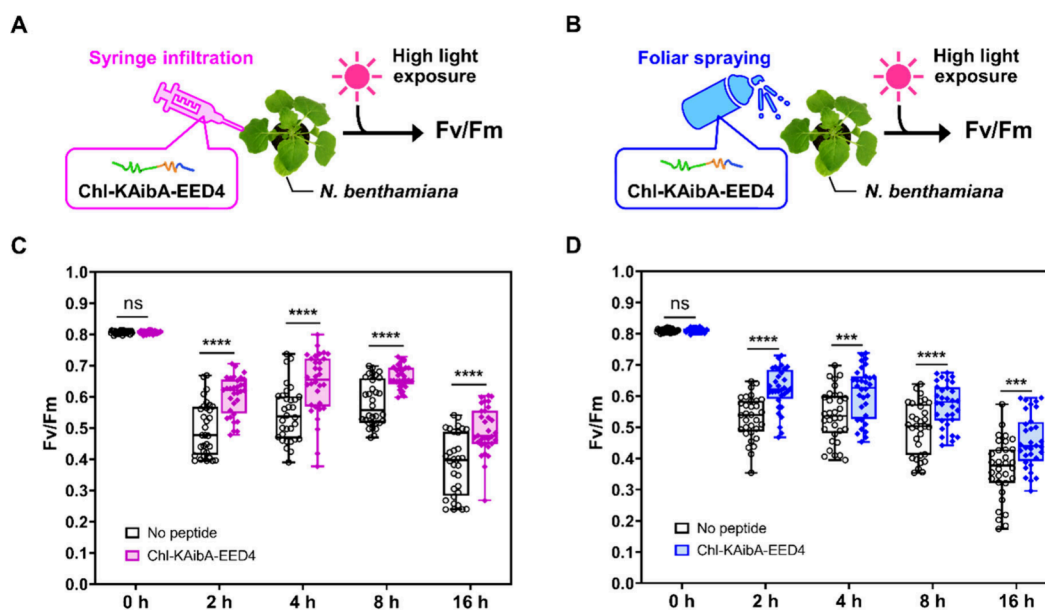 A
Syringe infiltration
High light
exposure
Fv/Fm
Chl-KAibA-EED4
N. benthamiana
B
Foliar spraying
High light
exposure
Fv/Fm
Chl-KAibA-EED4
N. benthamiana
C
Fv/Fm
1.0
0.9
0.8
0.7
0.6
0.5
0.4
0.3
0.2
0.1
0.0
ns
****
****
****
****
No peptide
Chl-KAibA-EED4
0 h 2 h 4 h 8 h 16 h
D
Fv/Fm
1.0
0.9
0.8
0.7
0.6
0.5
0.4
0.3
0.2
0.1
0.0
ns
****
***
****
***
No peptide
Chl-KAibA-EED4
0 h 2 h 4 h 8 h 16 h